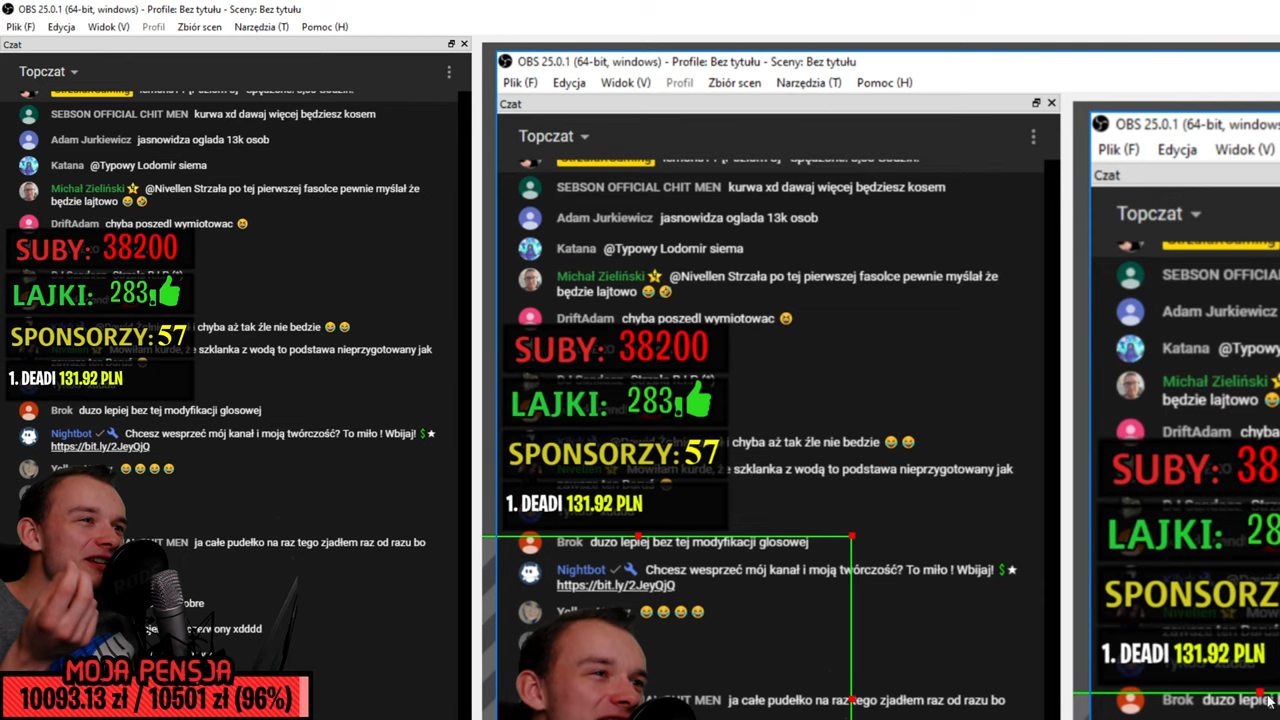 OBS 25.0.1 (64-bit, windows) - Profile: Bez tytułu - Sceny: Bez tytułu
Plik (F) Edycja Widok (V) Profil Zbiór scen Narzędzia (T) Pomoc (H)
Czat
Topczat
SEBSON OFFICIAL CHIT MEN kurwa xd dawaj więcej będziesz kosem
Adam Jurkiewicz jasnowidza oglada 13k osob
Katana @Typowy Lodomir siema
Michał Zieliński @Nivellen Strzała po tej pierwszej fasolce pewnie myślał że
będzie lajtowo 😂 🤣
DriftAdam chyba poszedl wymiotowac 😆
SUBY: 38200
LAJKI: 283
i chyba aż tak źle nie bedzie 😂 😂
SPONSORZY: 57
Mówiłam kurde, że szklanka z wodą to podstawa nieprzygotowany jak
1. DEADI 131.92 PLN
Brok duzo lepiej bez tej modyfikacji glosowej
Nightbot ✓ Chcesz wesprzeć mój kanał i moją twórczość? To miło ! Wbijaj! $★
https://bit.ly/2JeyQjQ
😂 😂 😂 😂
MEN ja całe pudełko na raz tego zjadłem raz od razu bo
xdddd
MOJA PENSJA
10093.13 zł / 10501 zł (96%)
OBS 25.0.1 (64-bit, windows) - Profile: Bez tytułu - Sceny: Bez tytułu
Plik (F) Edycja Widok (V) Profil Zbiór scen Narzędzia (T) Pomoc (H)
Czat
Topczat
SEBSON OFFICIAL CHIT MEN kurwa xd dawaj więcej będziesz kosem
Adam Jurkiewicz jasnowidza oglada 13k osob
Katana @Typowy Lodomir siema
Michał Zieliński @Nivellen Strzała po tej pierwszej fasolce pewnie myślał że
będzie lajtowo 😂 🤣
DriftAdam chyba poszedl wymiotowac 😆
SUBY: 38200
LAJKI: 283
i chyba aż tak źle nie bedzie 😂 😂
SPONSORZY: 57
Mówiłam kurde, że szklanka z wodą to podstawa nieprzygotowany jak
1. DEADI 131.92 PLN
Brok duzo lepiej bez tej modyfikacji glosowej
Nightbot ✓ Chcesz wesprzeć mój kanał i moją twórczość? To miło ! Wbijaj! $★
https://bit.ly/2JeyQjQ
😂 😂 😂 😂
MEN ja całe pudełko na raz tego zjadłem raz od razu bo
OBS 25.0.1 (64-bit, windows
Plik (F) Edycja Widok (V)
Czat
Topczat
SEBSON OFFICIA
Adam Jurkiewicz
Katana @Typowy
Michał Zieliński
będzie lajtowo
DriftAdam chyba
SUBY: 38
LAJKI: 28
SPONSORZY
1. DEADI 131.92 PLN
Brok duzo lepie